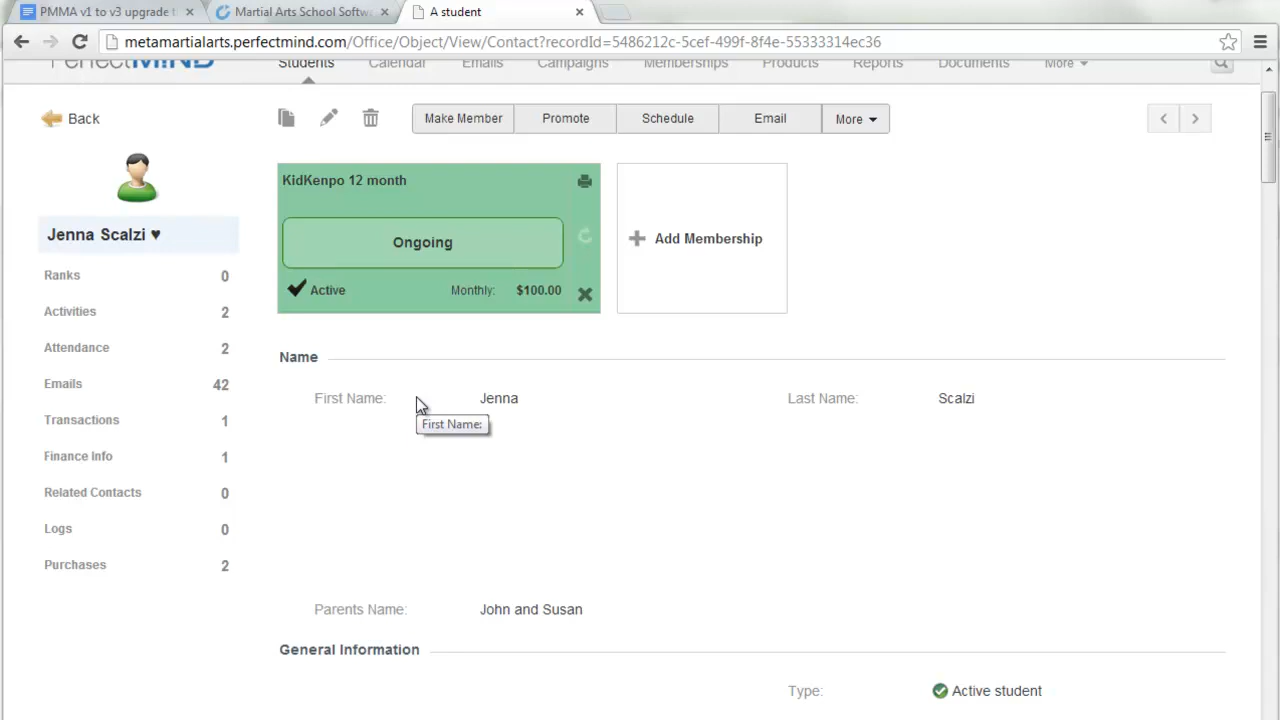 PMMA v1 to v3 upgrade t
Martial Arts School Softw
A student
metamartialarts.perfectmind.com/Office/Object/View/Contact?recordId=5486212c-5cef-499f-8f4e-55333314ec36
PerfectMIND
Students Calendar Emails Campaigns Memberships Products Reports Documents More
Back
Make Member Promote Schedule Email More
KidKenpo 12 month
Ongoing
Active Monthly: $100.00
Add Membership
Jenna Scalzi ♥
Ranks 0
Activities 2
Attendance 2
Emails 42
Transactions 1
Finance Info 1
Related Contacts 0
Logs 0
Purchases 2
Name
First Name: Jenna Last Name: Scalzi
First Name:
Parents Name: John and Susan
General Information
Type: Active student